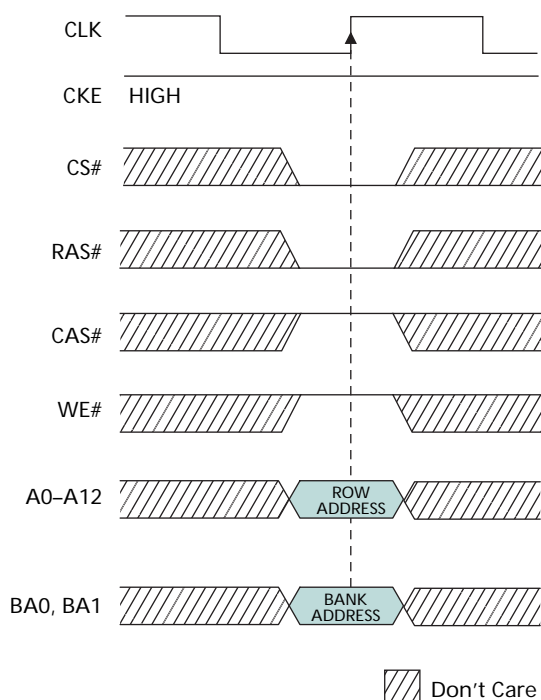 CLK
CKE HIGH
CS#
RAS#
CAS#
WE#
A0–A12
ROW
ADDRESS
BA0, BA1
BANK
ADDRESS
Don't Care